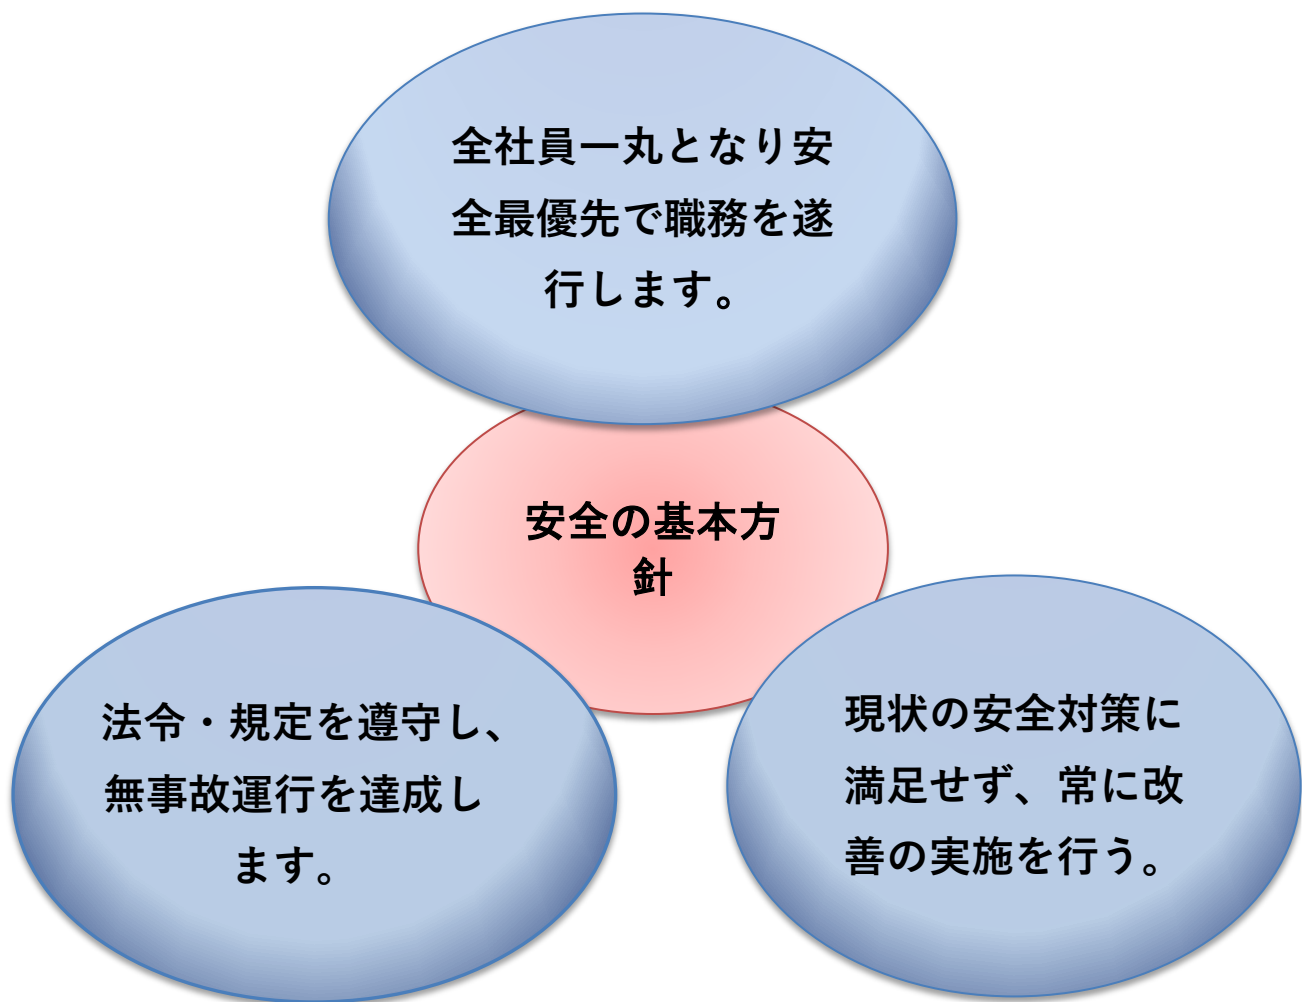 全社員一丸となり安
全最優先で職務を遂
行します。
安全の基本方
針
法令・規定を遵守し、
無事故運行を達成し
ます。
現状の安全対策に
満足せず、常に改
善の実施を行う。